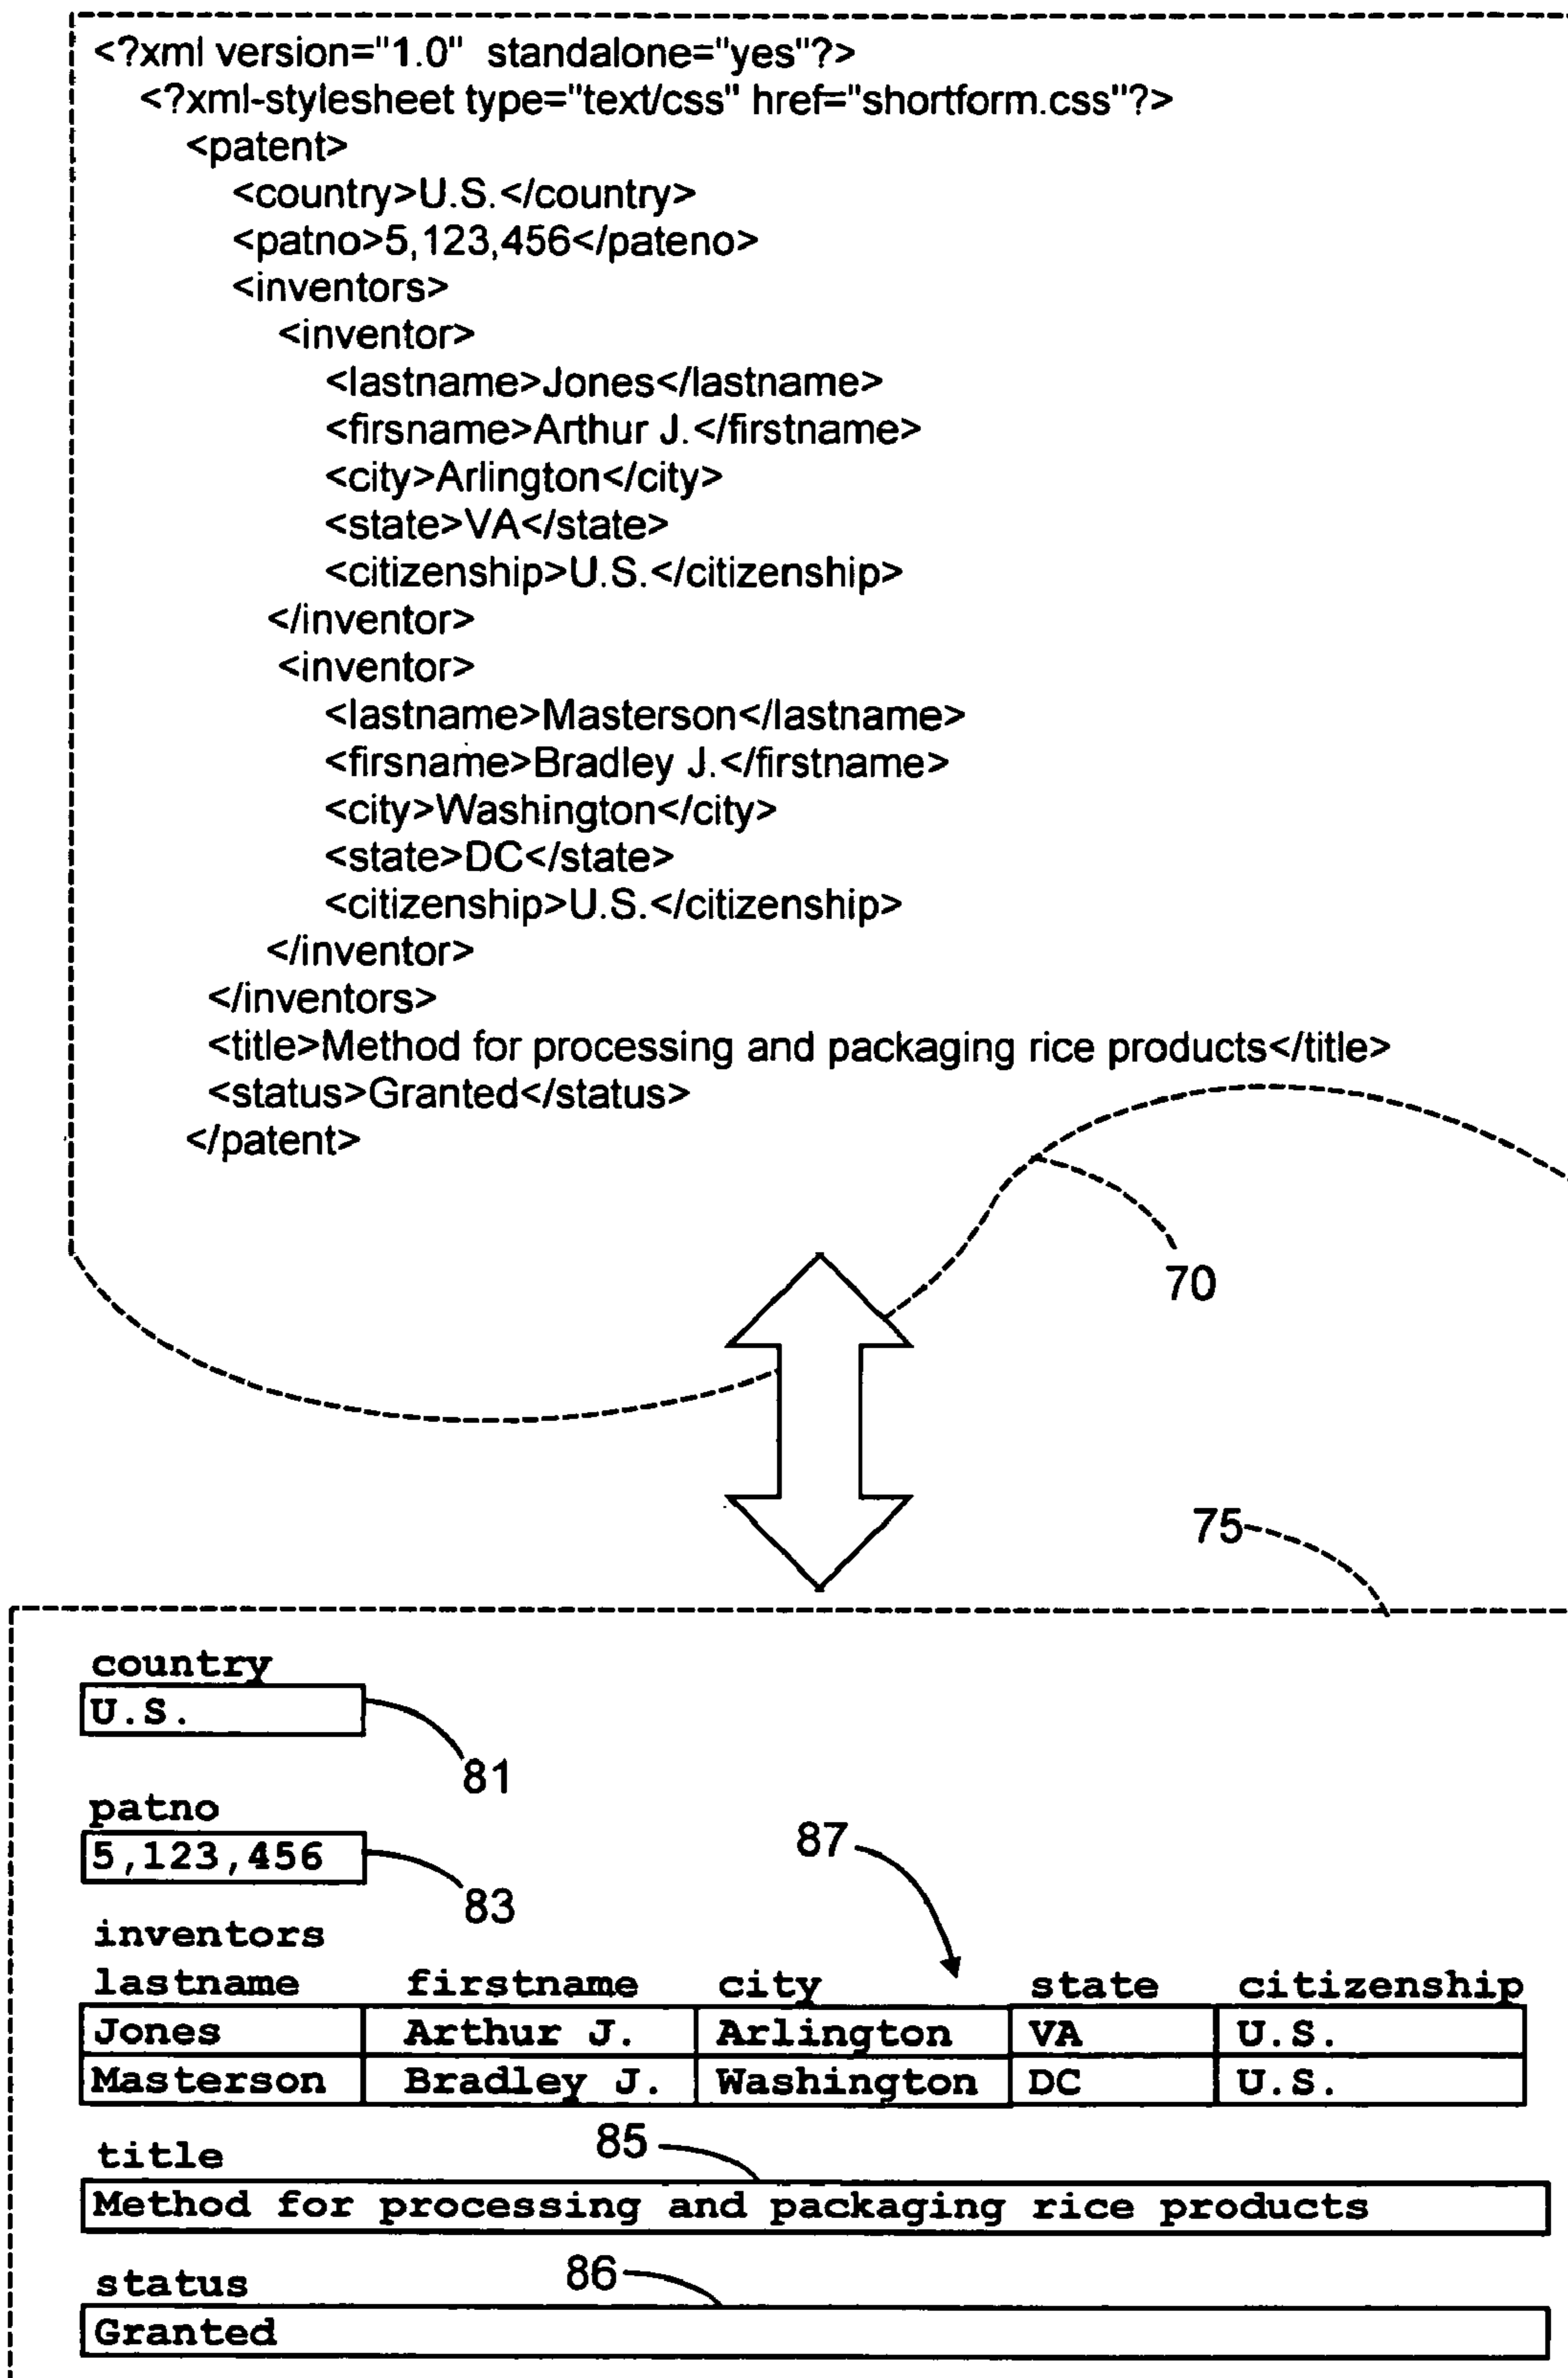 <?xml version="1.0" standalone="yes"?>
<?xml-stylesheet type="text/css" href="shortform.css"?>
<patent>
<country>U.S.</country>
<patno>5,123,456</pateno>
<inventors>
<inventor>
<lastname>Jones</lastname>
<firsname>Arthur J.</firstname>
<city>Arlington</city>
<state>VA</state>
<citizenship>U.S.</citizenship>
</inventor>
<inventor>
<lastname>Masterson</lastname>
<firsname>Bradley J.</firstname>
<city>Washington</city>
<state>DC</state>
<citizenship>U.S.</citizenship>
</inventor>
</inventors>
<title>Method for processing and packaging rice products</title>
<status>Granted</status>
</patent>
70
75
country
U.S.
81
patno
5,123,456
83
87
inventors
lastname firstname city state citizenship
Jones Arthur J. Arlington VA U.S.
Masterson Bradley J. Washington DC U.S.
title
85
Method for processing and packaging rice products
status
86
Granted